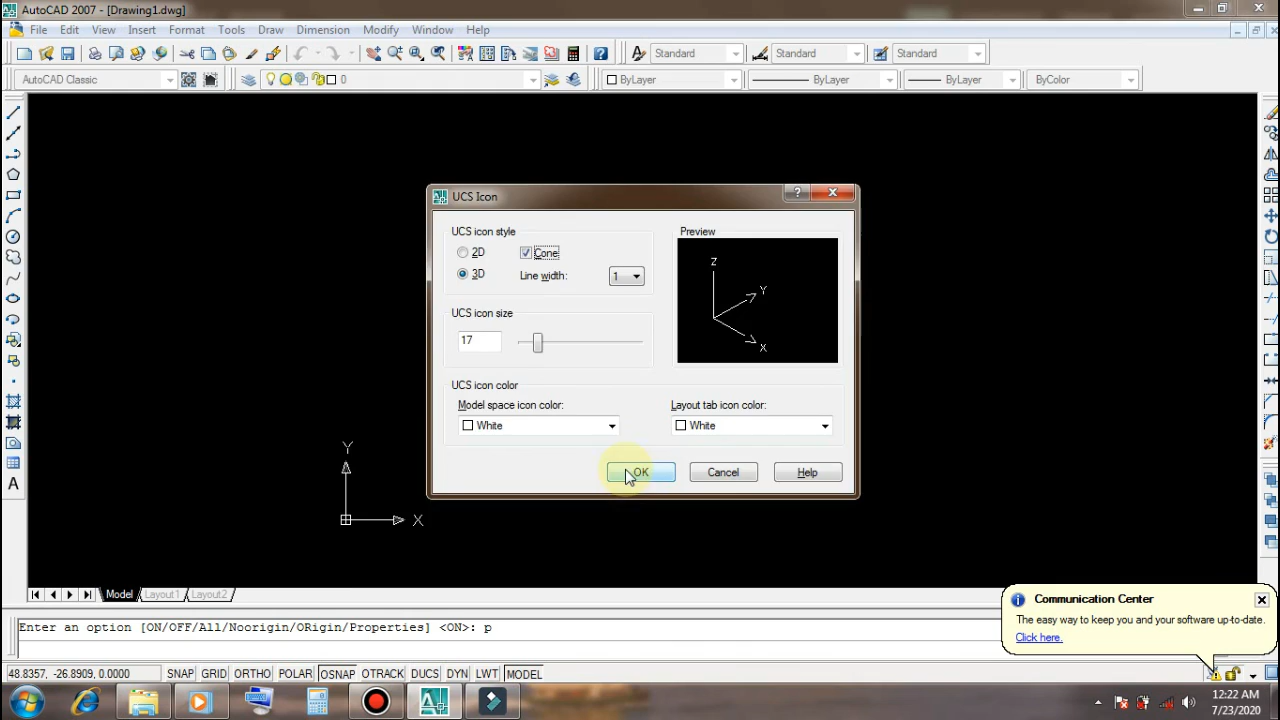 AutoCAD 2007 - [Drawing1.dwg]
File Edit View Insert Format Tools Draw Dimension Modify Window Help
Standard Standard Standard
AutoCAD Classic 0 ByLayer ByLayer ByLayer ByColor
UCS Icon
UCS icon style
2D Cone
3D Line width: 1
Preview
Z
Y
X
UCS icon size
17
UCS icon color
Model space icon color: Layout tab icon color:
White White
OK Cancel Help
Y
X
Model Layout1 Layout2
Communication Center
The easy way to keep you and your software up-to-date.
Click here.
Enter an option [ON/OFF/All/Noorigin/ORigin/Properties] <ON>: p
48.8357, -26.8909, 0.0000 SNAP GRID ORTHO POLAR OSNAP OTRACK DUCS DYN LWT MODEL
12:22 AM
7/23/2020